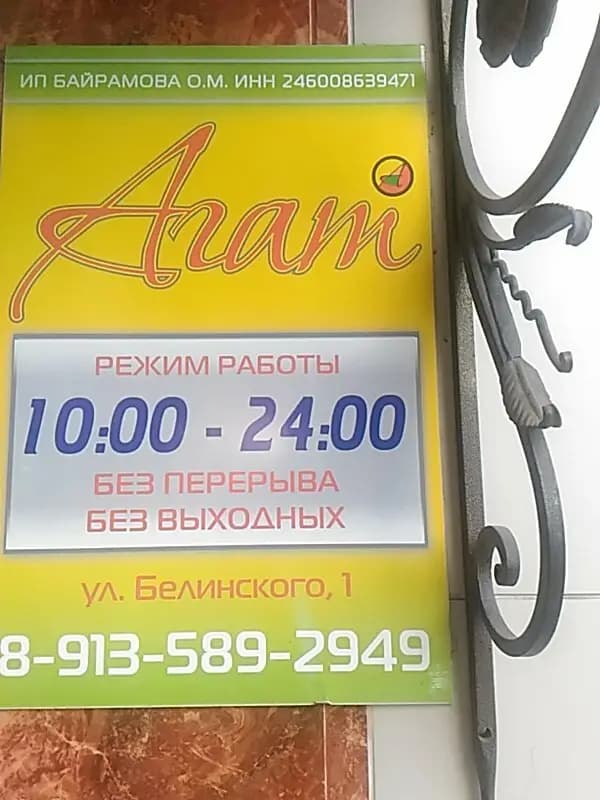 ИП БАЙРАМОВА О.М. ИНН 246008639471
Агат
РЕЖИМ РАБОТЫ
10:00 - 24:00
БЕЗ ПЕРЕРЫВА
БЕЗ ВЫХОДНЫХ
ул. Белинского, 1
8-913-589-2949